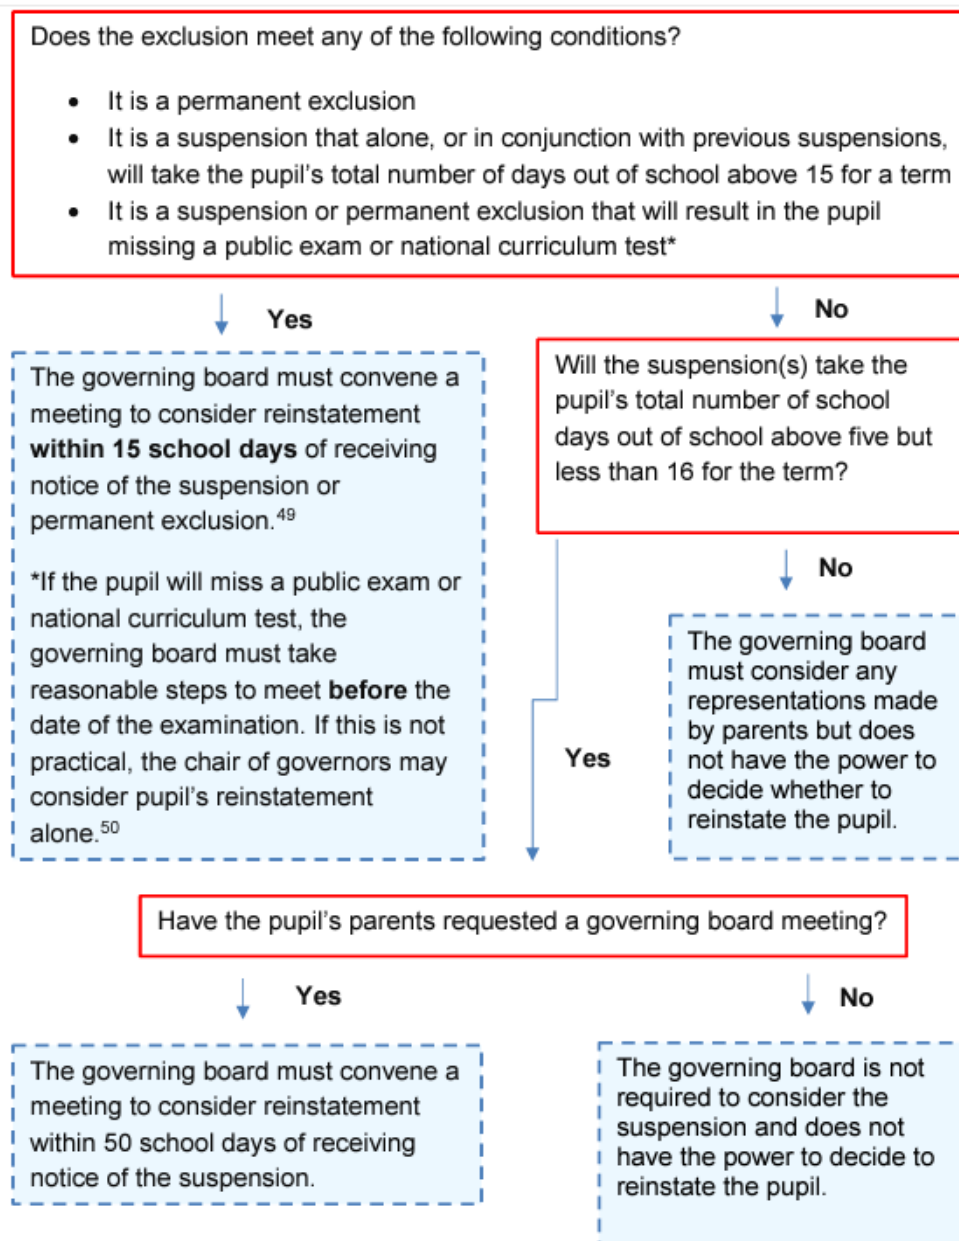 Does the exclusion meet any of the following conditions?
• It is a permanent exclusion
• It is a suspension that alone, or in conjunction with previous suspensions,
will take the pupil's total number of days out of school above 15 for a term
• It is a suspension or permanent exclusion that will result in the pupil
missing a public exam or national curriculum test*
Yes
No
The governing board must convene a
meeting to consider reinstatement
within 15 school days of receiving
notice of the suspension or
permanent exclusion.49
*If the pupil will miss a public exam or
national curriculum test, the
governing board must take
reasonable steps to meet before the
date of the examination. If this is not
practical, the chair of governors may
consider pupil's reinstatement
alone.50
Will the suspension(s) take the
pupil's total number of school
days out of school above five but
less than 16 for the term?
No
The governing board
must consider any
representations made
by parents but does
not have the power to
decide whether to
reinstate the pupil.
Yes
Have the pupil's parents requested a governing board meeting?
Yes
No
The governing board must convene a
meeting to consider reinstatement
within 50 school days of receiving
notice of the suspension.
The governing board is not
required to consider the
suspension and does not
have the power to decide to
reinstate the pupil.